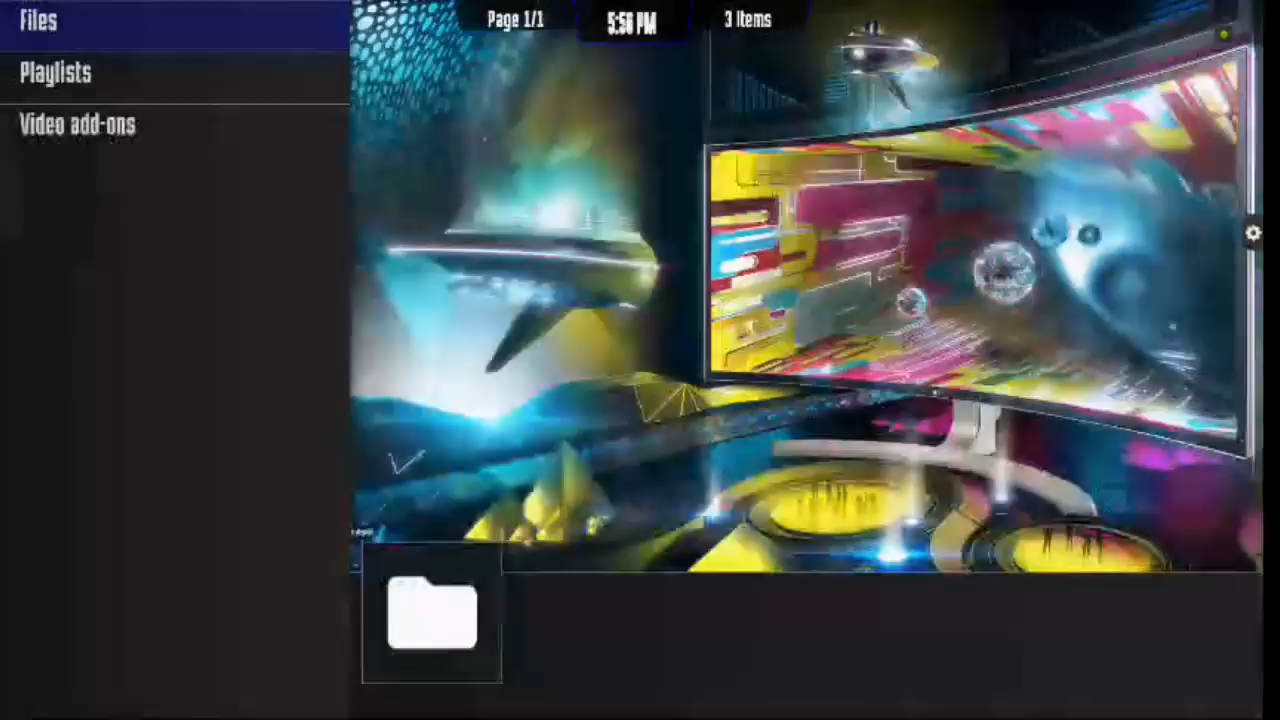 Files
Page 1/1
5:56 PM
3 Items
Playlists
Video add-ons